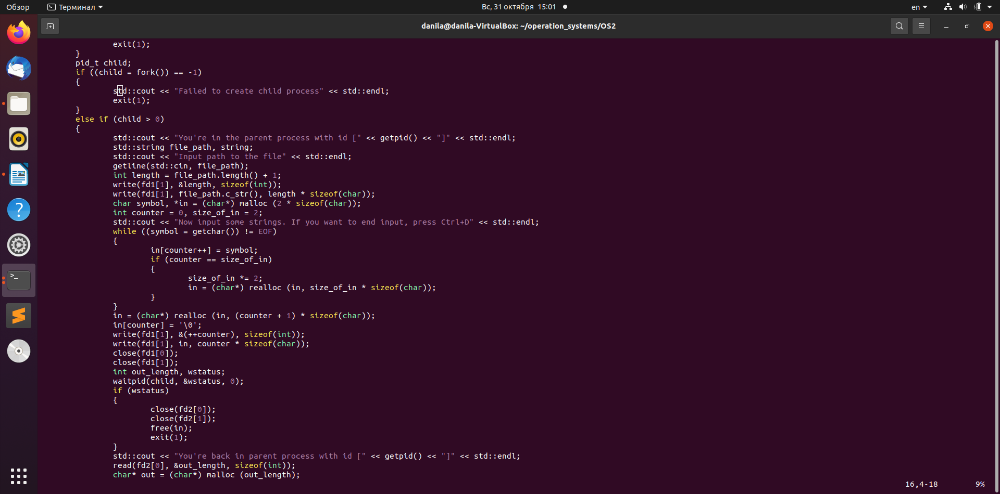 Обзор
Терминал
Вс, 31 октября 15:01
en
danila@danila-VirtualBox: ~/operation_systems/OS2
exit(1);
}
pid_t child;
if ((child = fork()) == -1)
{
std::cout << "Failed to create child process" << std::endl;
exit(1);
}
else if (child > 0)
{
std::cout << "You're in the parent process with id [" << getpid() << "]" << std::endl;
std::string file_path, string;
std::cout << "Input path to the file" << std::endl;
getline(std::cin, file_path);
int length = file_path.length() + 1;
write(fd1[1], &length, sizeof(int));
write(fd1[1], file_path.c_str(), length * sizeof(char));
char symbol, *in = (char*) malloc (2 * sizeof(char));
int counter = 0, size_of_in = 2;
std::cout << "Now input some strings. If you want to end input, press Ctrl+D" << std::endl;
while ((symbol = getchar()) != EOF)
{
in[counter++] = symbol;
if (counter == size_of_in)
{
size_of_in *= 2;
in = (char*) realloc (in, size_of_in * sizeof(char));
}
}
in = (char*) realloc (in, (counter + 1) * sizeof(char));
in[counter] = '\0';
write(fd1[1], &(++counter), sizeof(int));
write(fd1[1], in, counter * sizeof(char));
close(fd1[0]);
close(fd1[1]);
int out_length, wstatus;
waitpid(child, &wstatus, 0);
if (wstatus)
{
close(fd2[0]);
close(fd2[1]);
free(in);
exit(1);
}
std::cout << "You're back in parent process with id [" << getpid() << "]" << std::endl;
read(fd2[0], &out_length, sizeof(int));
char* out = (char*) malloc (out_length);
16,4-18 9%